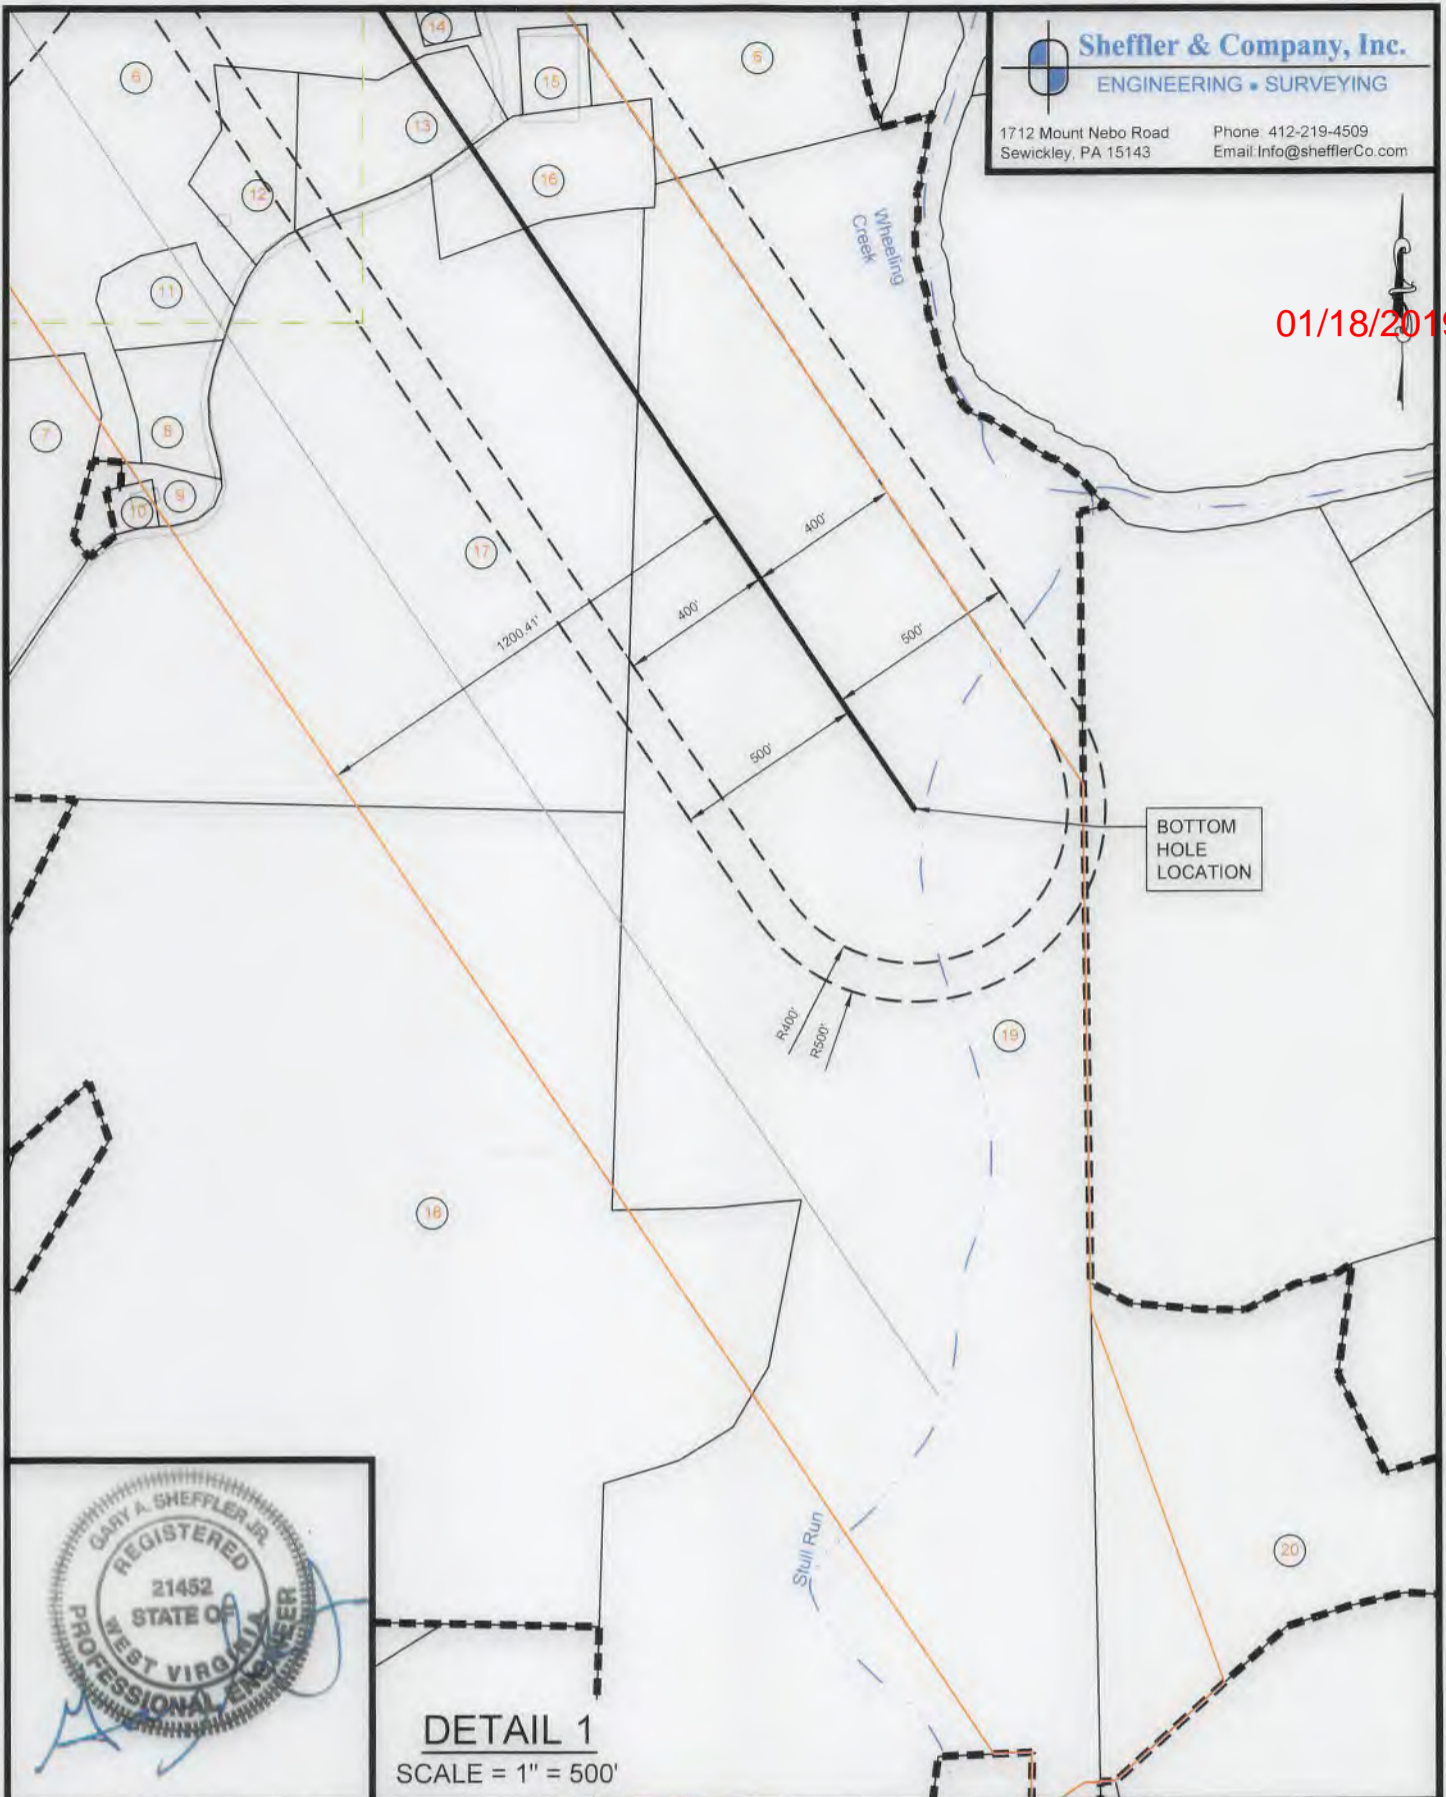 Sheffler & Company, Inc.
ENGINEERING • SURVEYING
1712 Mount Nebo Road
Sewickley, PA 15143
Phone: 412-219-4509
Email:Info@shefflerCo.com
01/18/2019
14
6
15
6
13
16
12
Wheeling
Creek
11
7
8
9
10
17
400'
400'
1200.41'
500'
500'
BOTTOM
HOLE
LOCATION
R400'
R500'
19
18
20
Stull Run
GARY A. SHEFFLER JR.
REGISTERED
21452
STATE OF
WEST VIRGINIA
PROFESSIONAL ENGINEER
DETAIL 1
SCALE = 1" = 500'